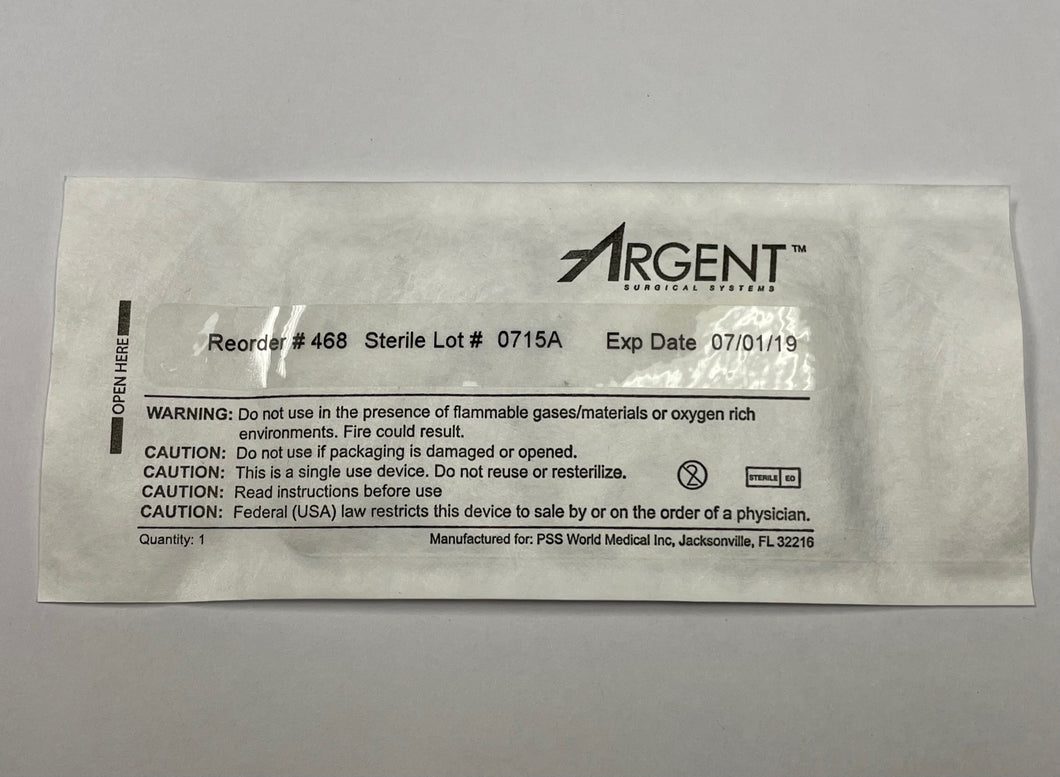 ARGENT™
SURGICAL SYSTEMS
Reorder # 468 Sterile Lot # 0715A Exp Date 07/01/19
OPEN HERE
WARNING: Do not use in the presence of flammable gases/materials or oxygen rich
environments. Fire could result.
CAUTION: Do not use if packaging is damaged or opened.
CAUTION: This is a single use device. Do not reuse or resterilize.
2
STERILE EO
CAUTION: Read instructions before use
CAUTION: Federal (USA) law restricts this device to sale by or on the order of a physician.
Quantity: 1 Manufactured for: PSS World Medical Inc, Jacksonville, FL 32216